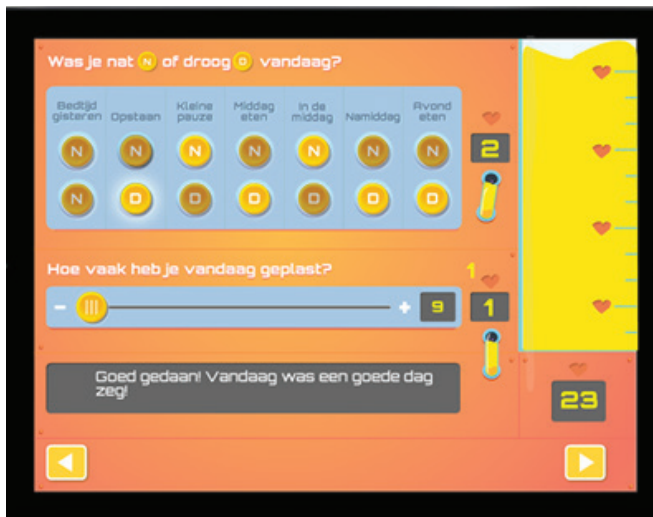 Was je nat N of droog D vandaag?
Bedtijd gisteren
Opstaan
Kleine pauze
Middag eten
In de middag
Namiddag
Avond eten
N N N N N N N
2
N D D D D D D
Hoe vaak heb je vandaag geplast?
1
- + 9
1
Goed gedaan! Vandaag was een goede dag
zeg!
23